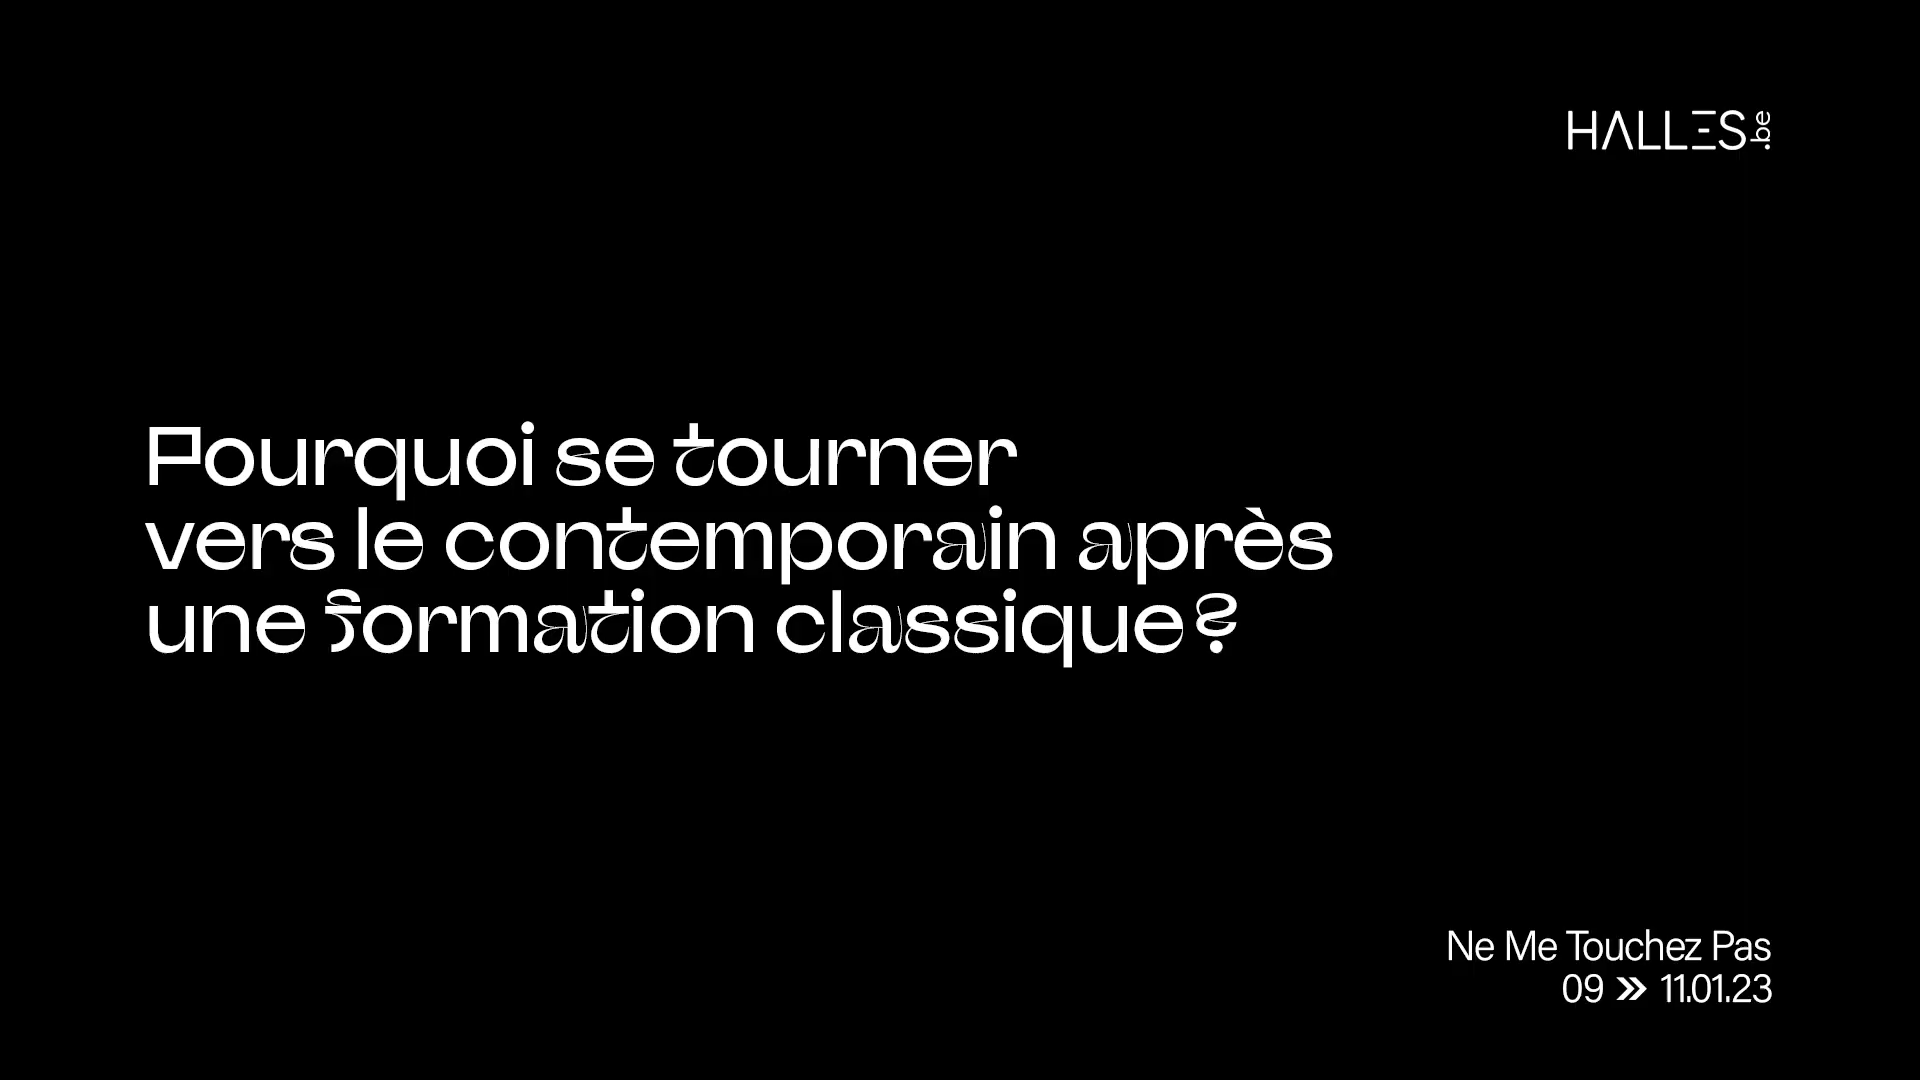 HALLES.be
Pourquoi se tourner
vers le contemporain après
une formation classique ?
Ne Me Touchez Pas
09 » 11.01.23